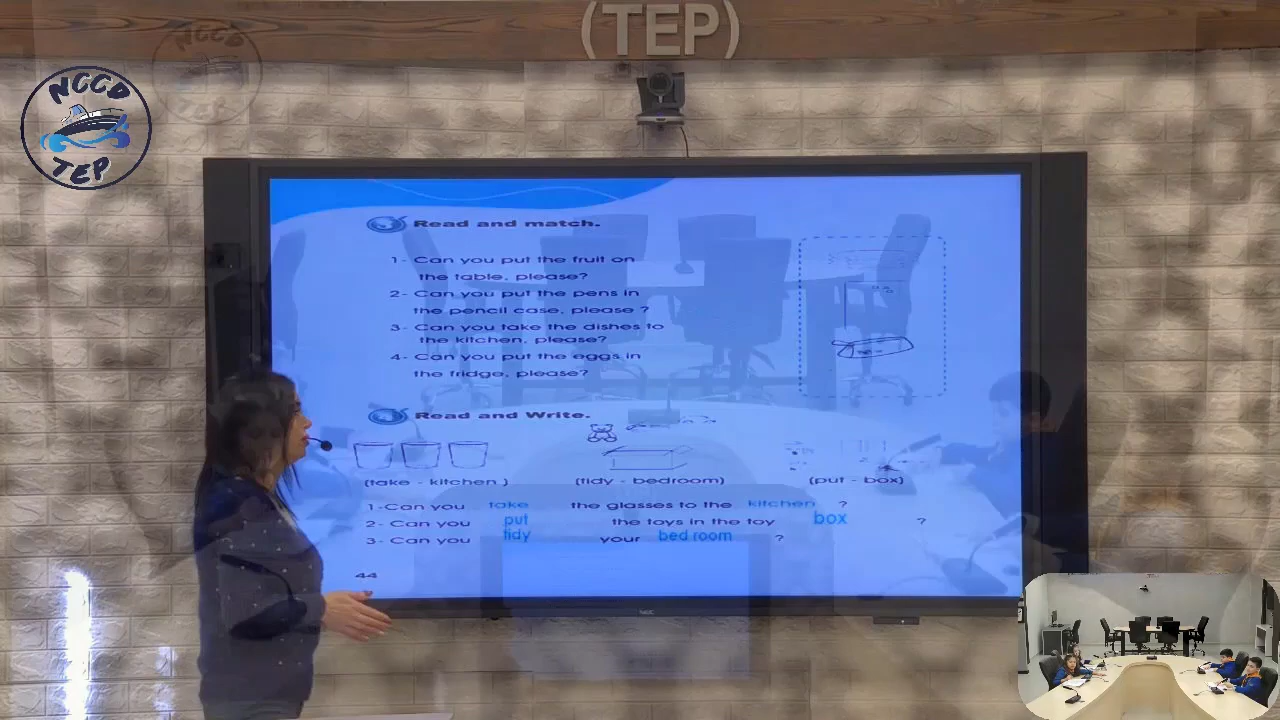 (TEP)
NCCD
TEP
NCCD
TEP
Read and match.
1- Can you put the fruit on
the table, please?
2- Can you put the pens in
the pencil case, please ?
3- Can you take the dishes to
the kitchen, please?
4- Can you put the eggs in
the fridge, please?
Read and Write.
(take - kitchen )
(tidy - bedroom)
(put - box)
1-Can you take the glasses to the kitchen ?
2- Can you put the toys in the toy box ?
3- Can you tidy your bed room ?
44
NEC